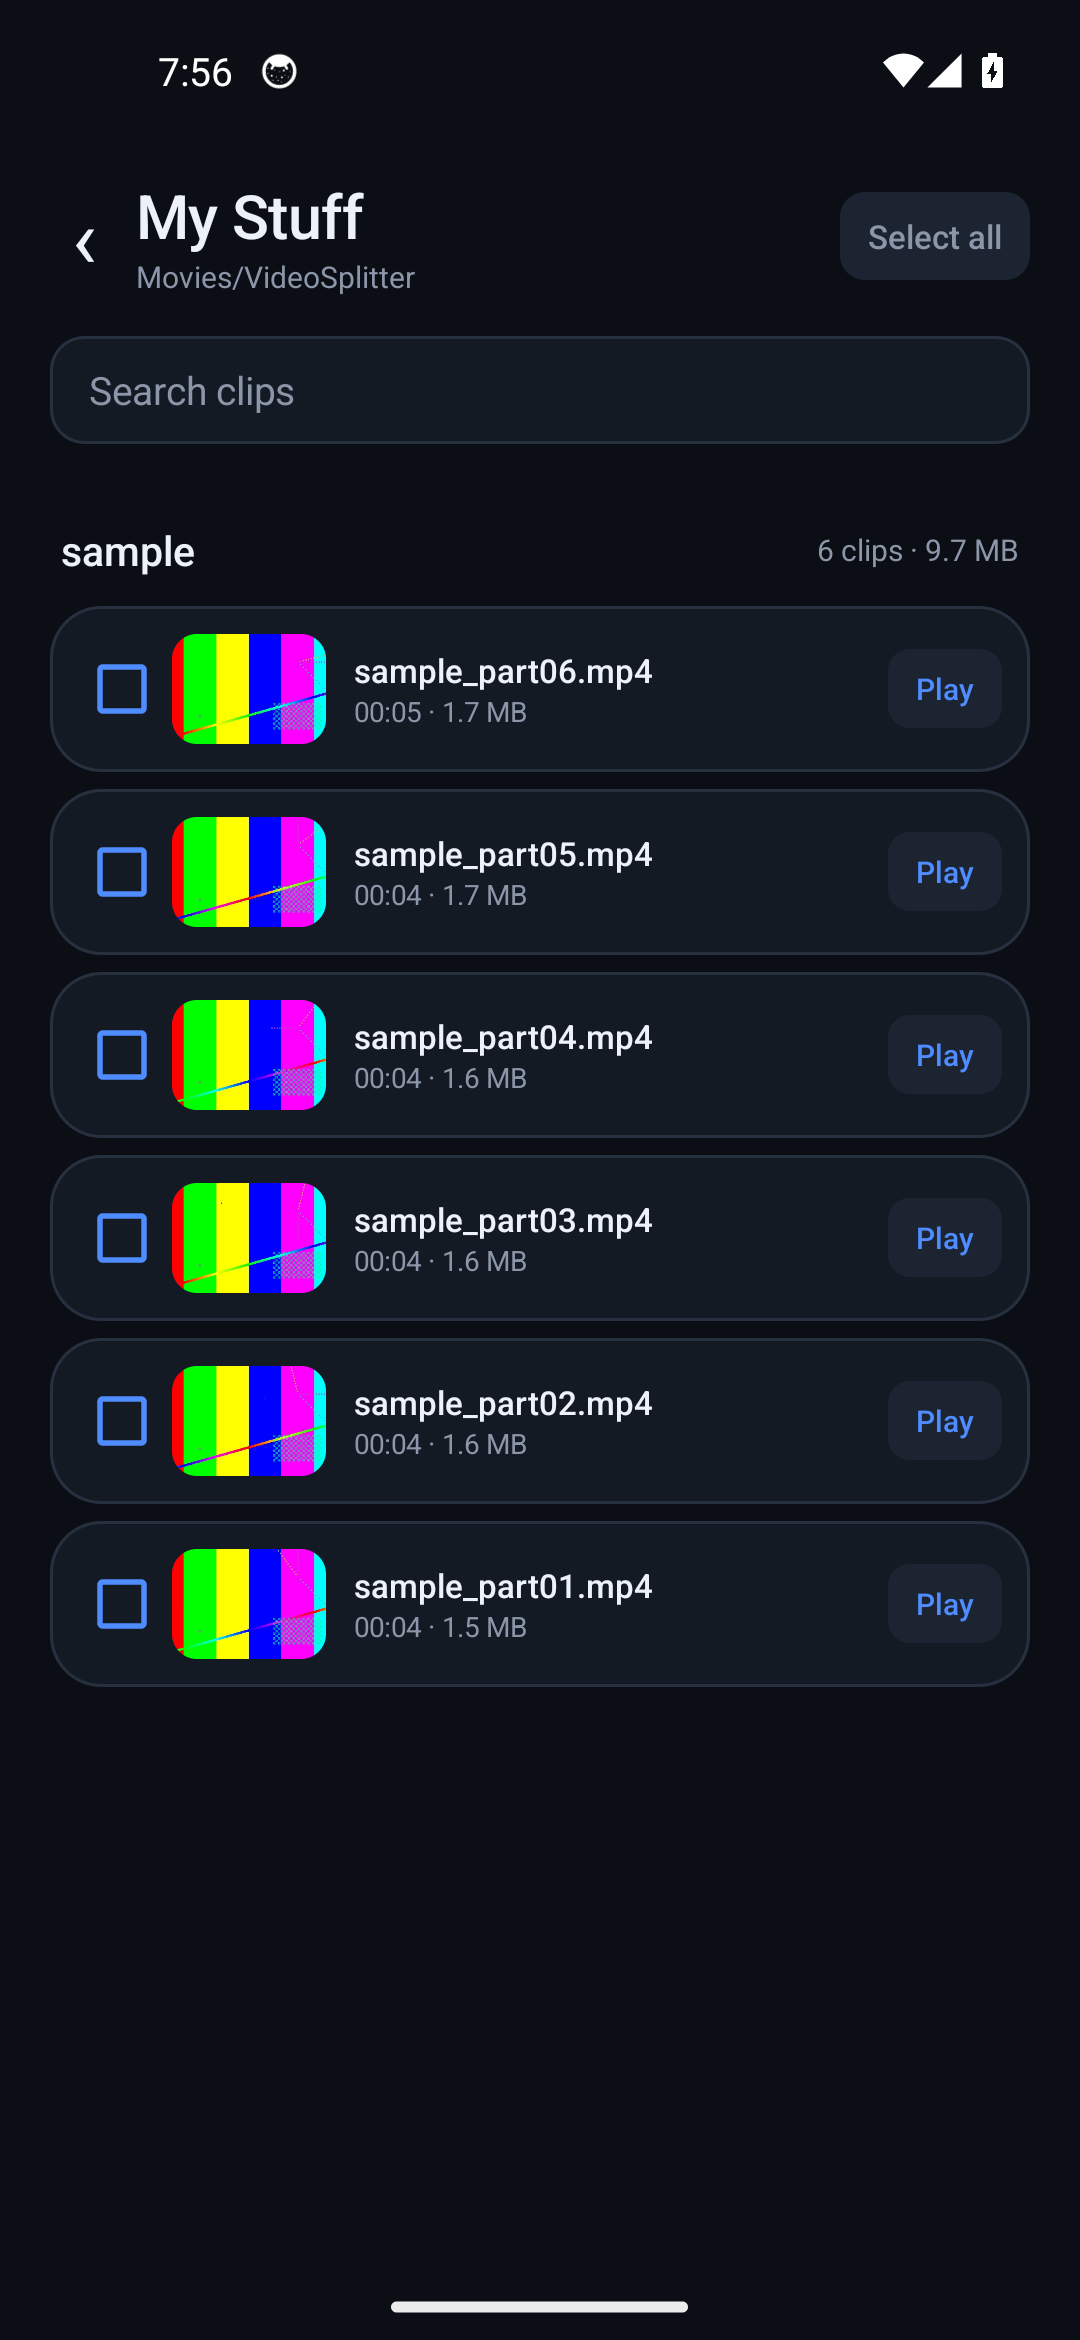 7:56
My Stuff
Movies/VideoSplitter
Select all
Search clips
sample
6 clips · 9.7 MB
sample_part06.mp4
00:05 · 1.7 MB
Play
sample_part05.mp4
00:04 · 1.7 MB
Play
sample_part04.mp4
00:04 · 1.6 MB
Play
sample_part03.mp4
00:04 · 1.6 MB
Play
sample_part02.mp4
00:04 · 1.6 MB
Play
sample_part01.mp4
00:04 · 1.5 MB
Play